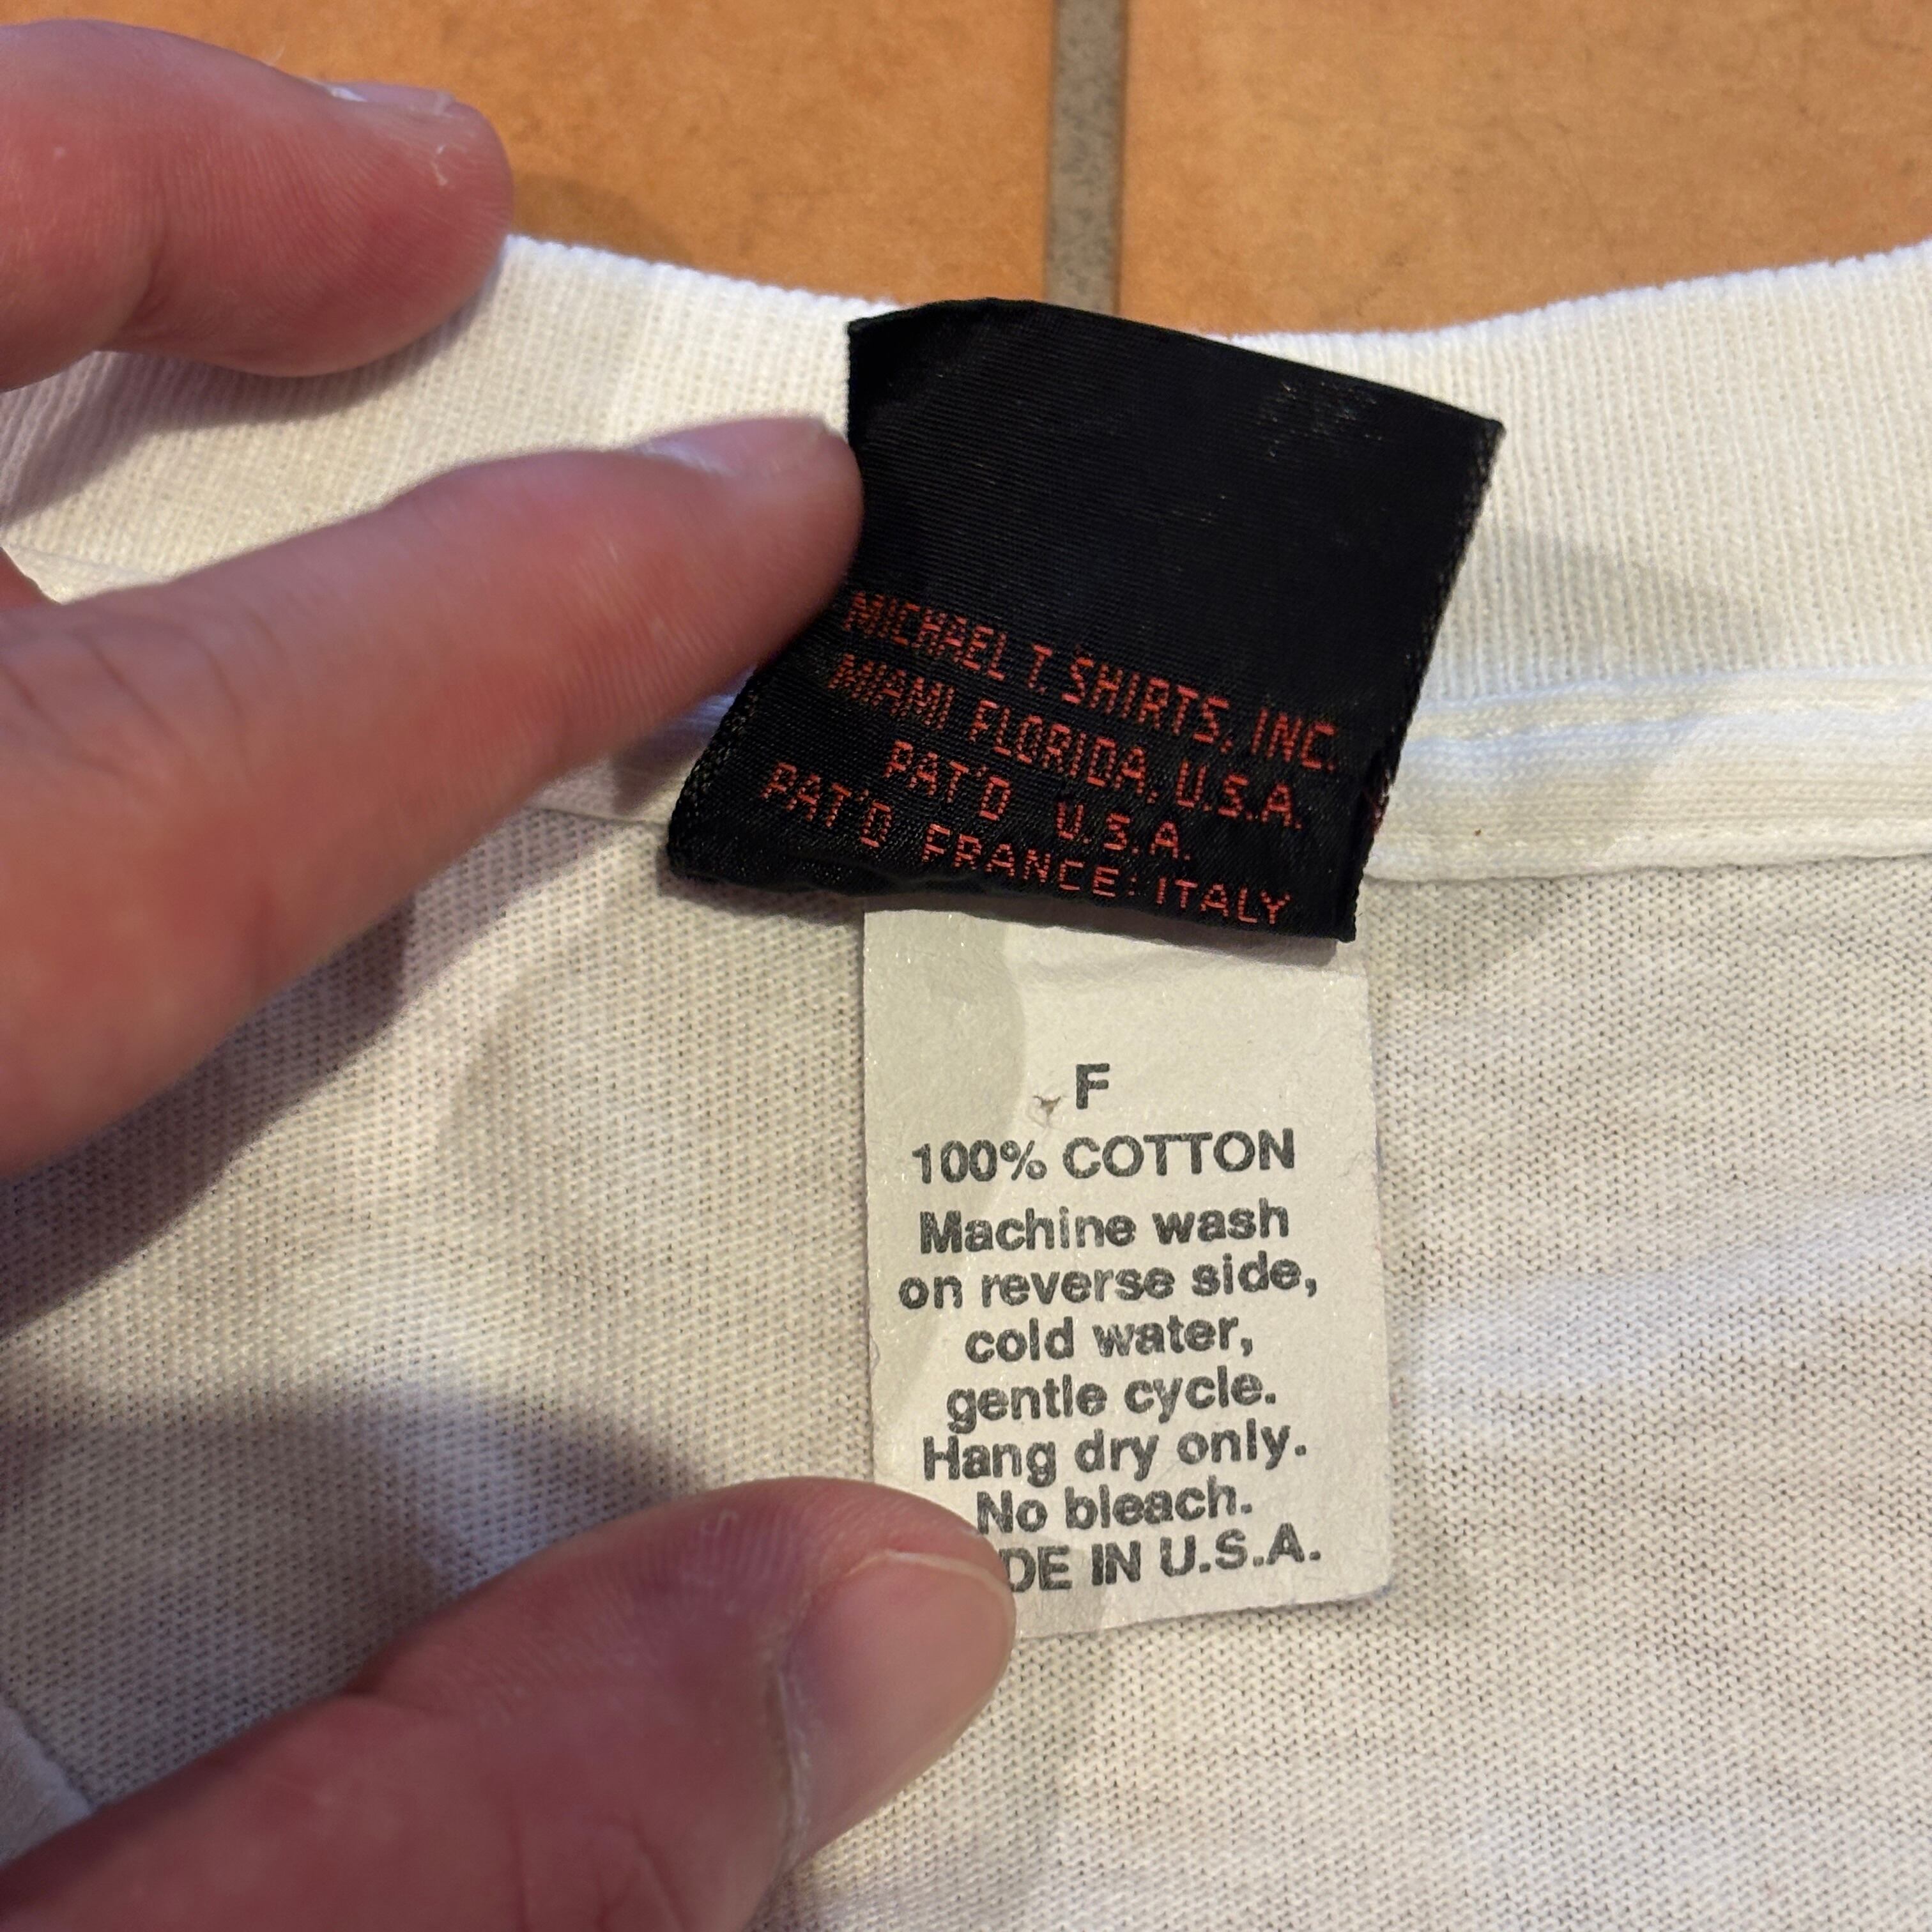 MICHAEL T. SHIRTS, INC.
MIAMI FLORIDA, U.S.A.
PAT'D U.S.A.
PAT'D FRANCE: ITALY
F
100% COTTON
Machine wash
on reverse side,
cold water,
gentle cycle.
Hang dry only.
No bleach.
DE IN U.S.A.